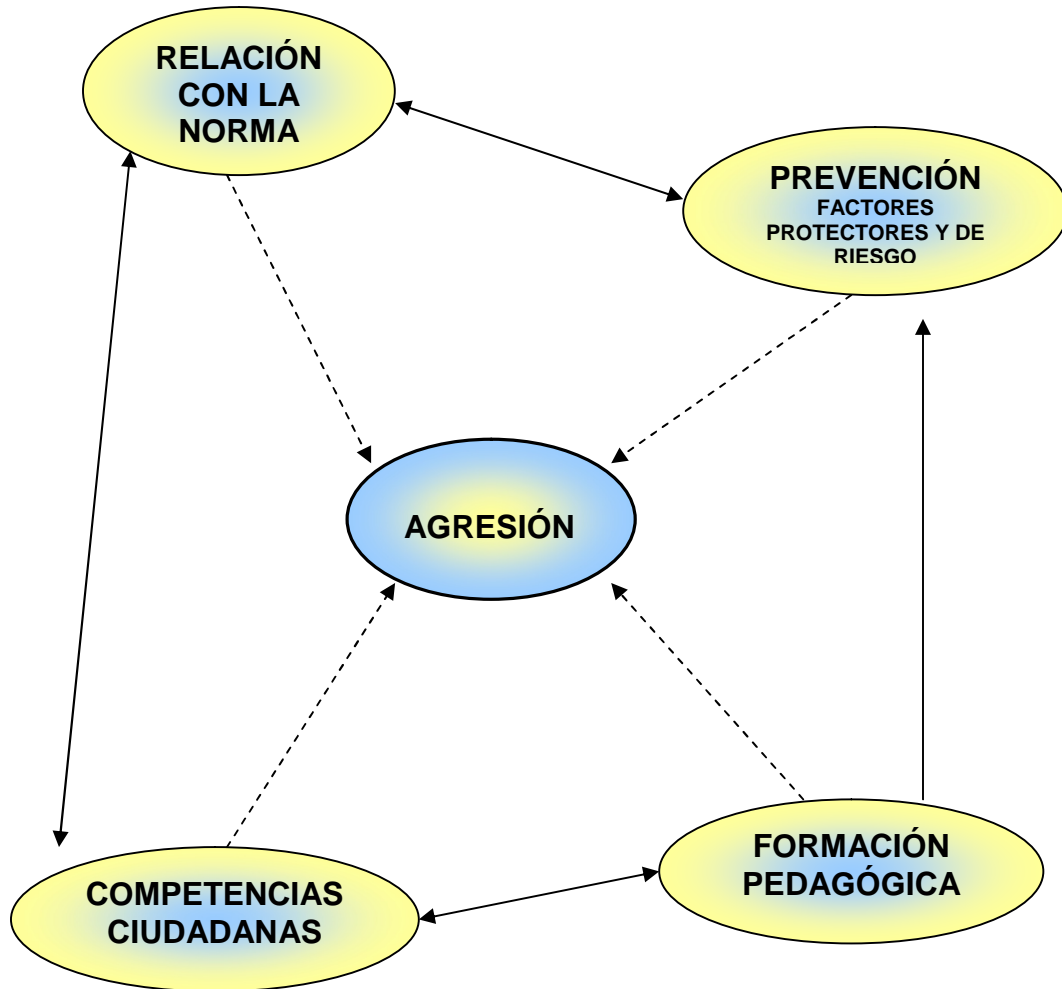 RELACIÓN
CON LA
NORMA
PREVENCIÓN
FACTORES
PROTECTORES Y DE
RIESGO
AGRESIÓN
FORMACIÓN
PEDAGÓGICA
COMPETENCIAS
CIUDADANAS